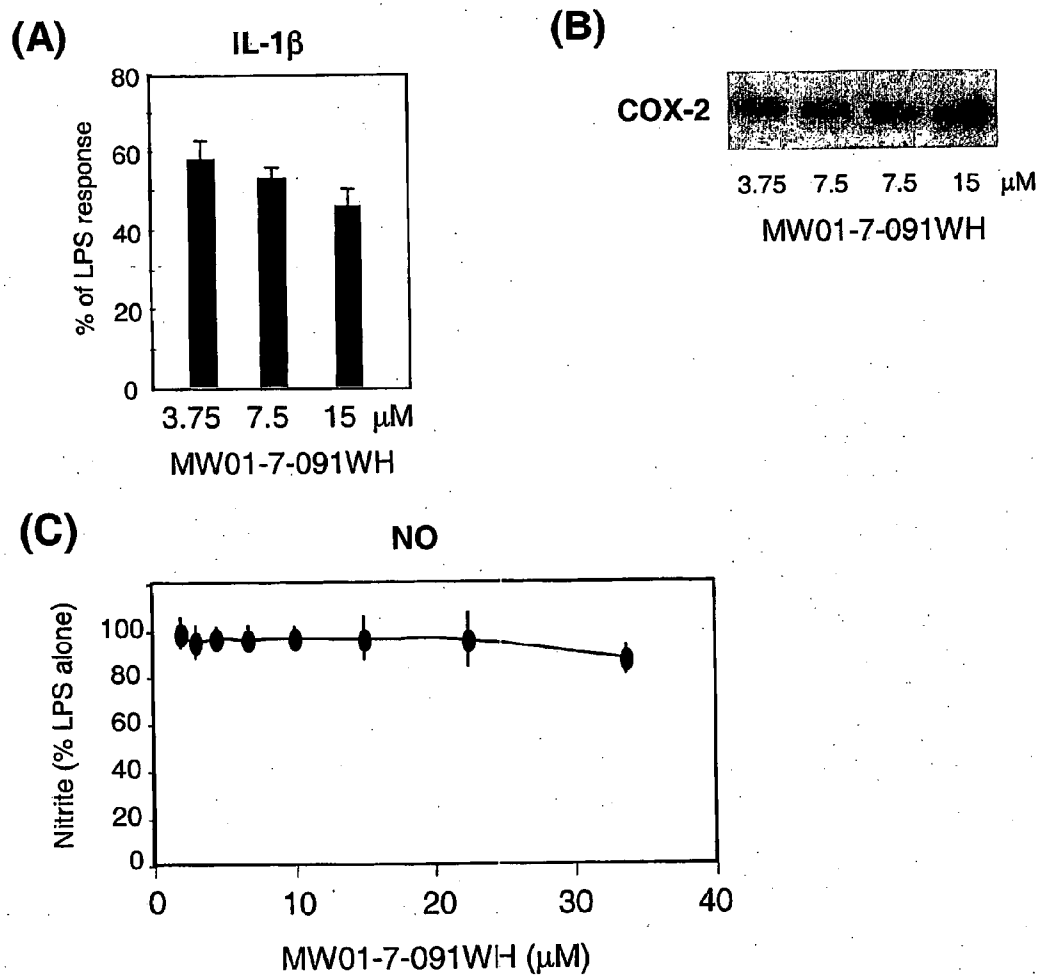 (A)
IL-1β
% of LPS response
80
60
40
20
0
3.75 7.5 15 μM
MW01-7-091WH
(B)
COX-2
3.75 7.5 7.5 15 μM
MW01-7-091WH
(C)
NO
Nitrite (% LPS alone)
100
80
60
40
20
0
0 10 20 30 40
MW01-7-091WH (μM)